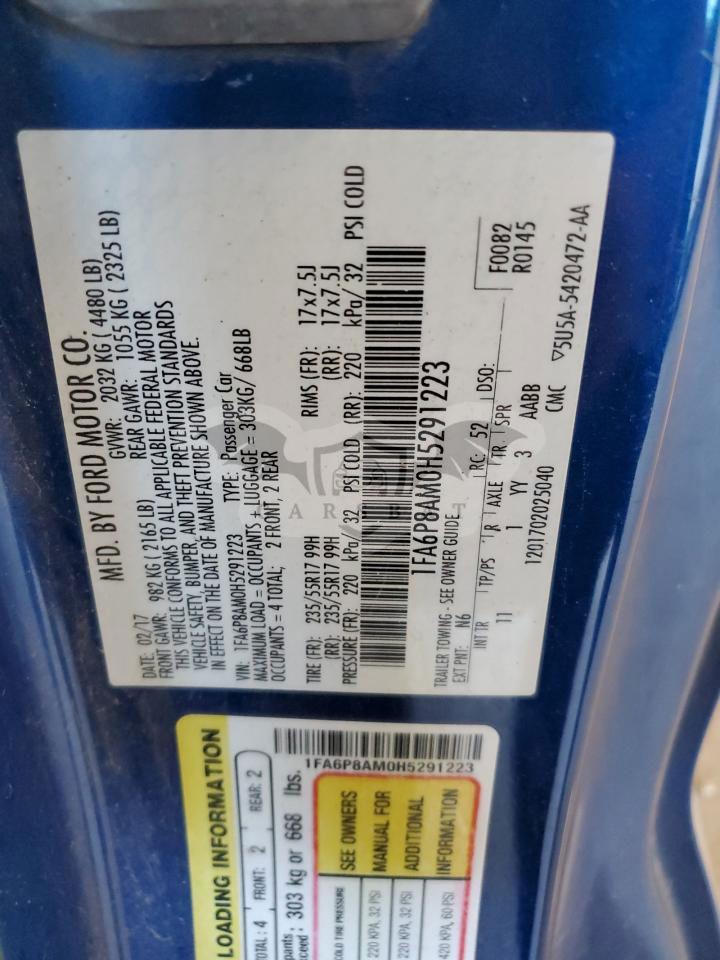 MFD. BY FORD MOTOR CO.
DATE: 02/17 GVWR: 2032 KG ( 4480 LB)
FRONT GAWR: 982 KG ( 2165 LB) REAR GAWR: 1055 KG ( 2325 LB)
THIS VEHICLE CONFORMS TO ALL APPLICABLE FEDERAL MOTOR
VEHICLE SAFETY, BUMPER, AND THEFT PREVENTION STANDARDS
IN EFFECT ON THE DATE OF MANUFACTURE SHOWN ABOVE.
VIN: 1FA6P8AM0H5291223 TYPE: Passenger Car
MAXIMUM LOAD = OCCUPANTS + LUGGAGE = 303KG/ 668LB
OCCUPANTS = 4 TOTAL; 2 FRONT, 2 REAR
TIRE (FR): 235/55R17 99H RIMS (FR): 17x7.5J
(RR): 235/55R17 99H (RR): 17x7.5J
PRESSURE (FR): 220 kPa/ 32 PSI COLD (RR): 220 kPa/ 32 PSI COLD
1FA6P8AM0H5291223
TRAILER TOWING - SEE OWNER GUIDE
EXT PNT: N6 RC: 52 DSO: F0082
R0145
INT TR TP/PS R AXLE TR SPR
11 1 YY 3 AABB
CMC
1201702025040
▽5U5A-5420472-AA
CARSBIT
LOADING INFORMATION
1FA6P8AM0H5291223
TOTAL: 4 FRONT: 2 REAR: 2
303 kg or 668 lbs.
COLD TIRE PRESSURE
220 KPA, 32 PSI
220 KPA, 32 PSI
420 KPA, 60 PSI
SEE OWNERS
MANUAL FOR
ADDITIONAL
INFORMATION